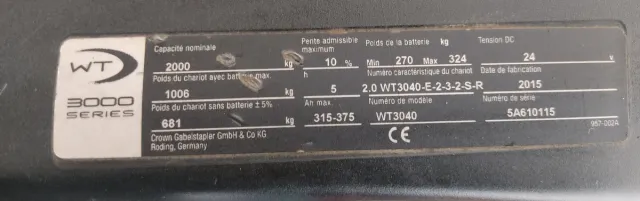 WT
3000
SERIES
Capacité nominale
2000 kg
Pente admissible maximum
10 %
Poids de la batterie kg
Min 270 Max 324
Tension DC
24 v.
Poids du chariot avec batterie max.
1006 kg
h
5
Numéro caractéristique du chariot
2.0 WT3040-E-2-3-2-S-R
Date de fabrication
2015
Poids du chariot sans batterie ± 5%
681 kg
Ah max.
315-375
Numéro de modèle
WT3040
Numéro de série
5A610115
Crown Gabelstapler GmbH & Co KG
Roding, Germany
CE
957-002A